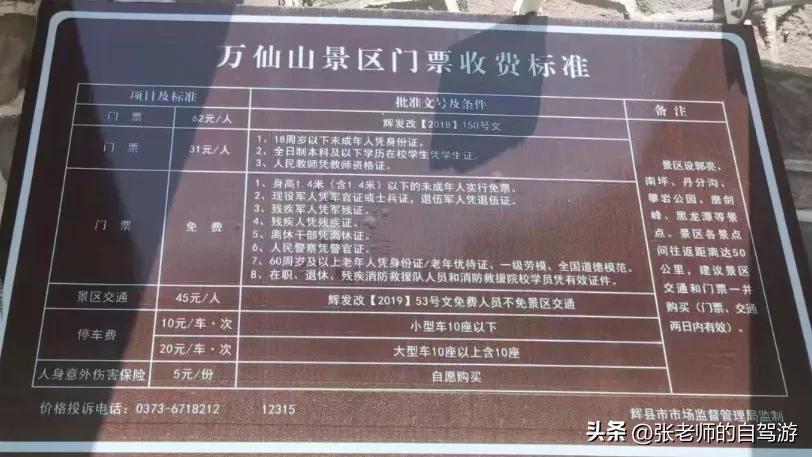 万仙山景区门票收费标准
项目及标准 批准文号及条件 备注
门票 62元/人 辉发改【2018】150号文
门票 31元/人
1、18周岁以下未成年人凭身份证。
2、全日制本科及以下学历在校学生凭学生证。
3、人民教师凭教师资格证。
门票 免费
1、身高1.4米（含1.4米）以下的未成年人实行免票。
2、现役军人凭军官证或士兵证，退伍军人凭退伍证。
3、残疾军人凭军残证。
4、残疾人凭残疾证。
5、离休干部凭离休证。
6、人民警察凭警官证。
7、60周岁及以上老年人凭身份证/老年优待证、一级劳模、全国道德模范。
8、在职、退休、残疾消防救援队人员和消防救援院校学员凭有效证件。
景区交通 45元/人 辉发改【2019】53号文免费人员不免景区交通
停车费 10元/车·次 小型车10座以下
20元/车·次 大型车10座以上含10座
人身意外伤害保险 5元/份 自愿购买
景区设郭亮、
南坪、丹分沟、
攀岩公园、磨剑
峰、黑龙潭等景
点。景区各景点
间往返距离达50
公里，建议景区
交通和门票一并
购买（门票、交通
两日内有效）。
价格投诉电话：0373-6718212 12315
辉县市市场监督管理局监制
头条 @张老师的自驾游